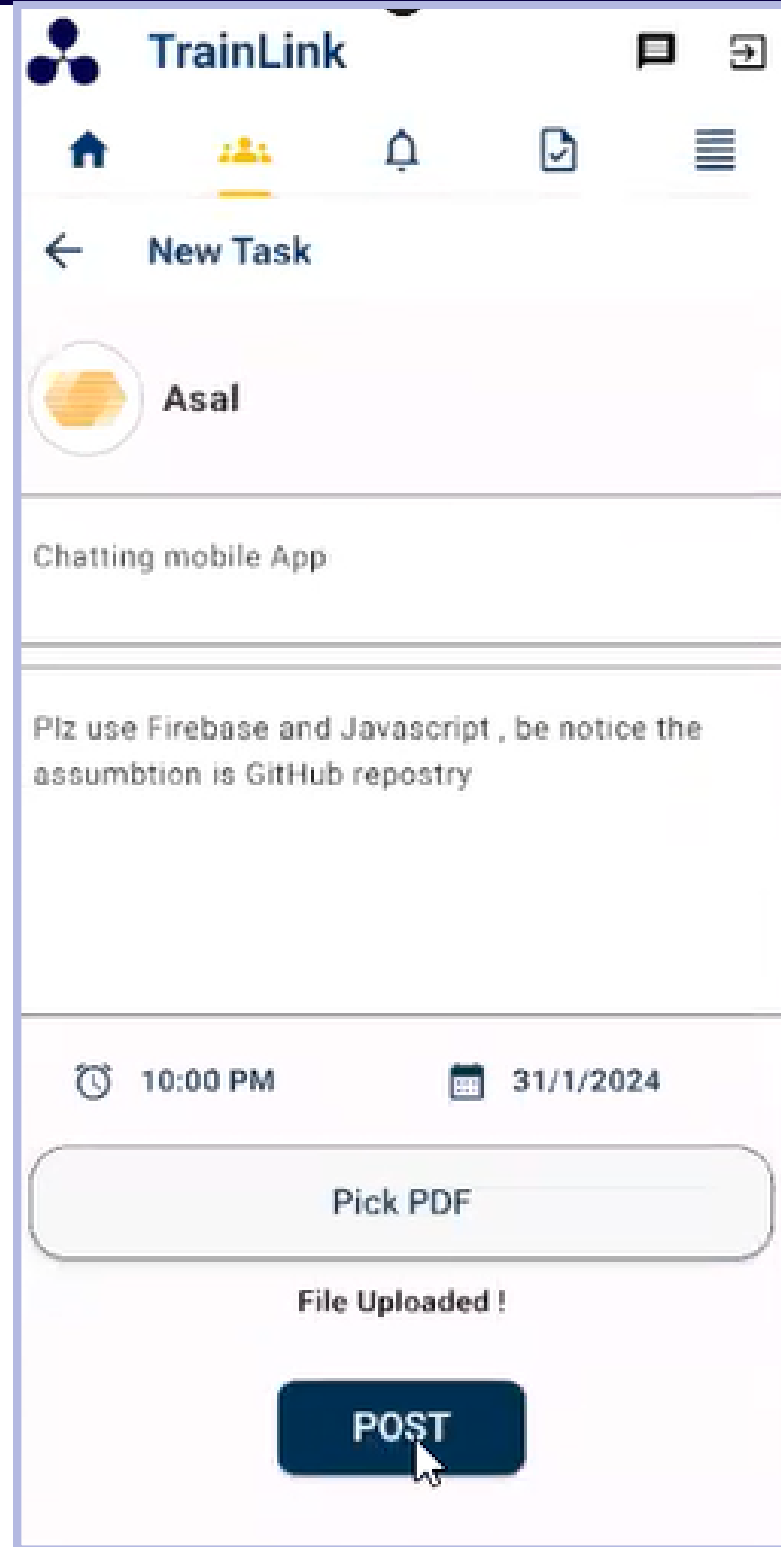 TrainLink
New Task
Asal
Chatting mobile App
Plz use Firebase and Javascript , be notice the
assumbtion is GitHub repostry
10:00 PM
31/1/2024
Pick PDF
File Uploaded !
POST